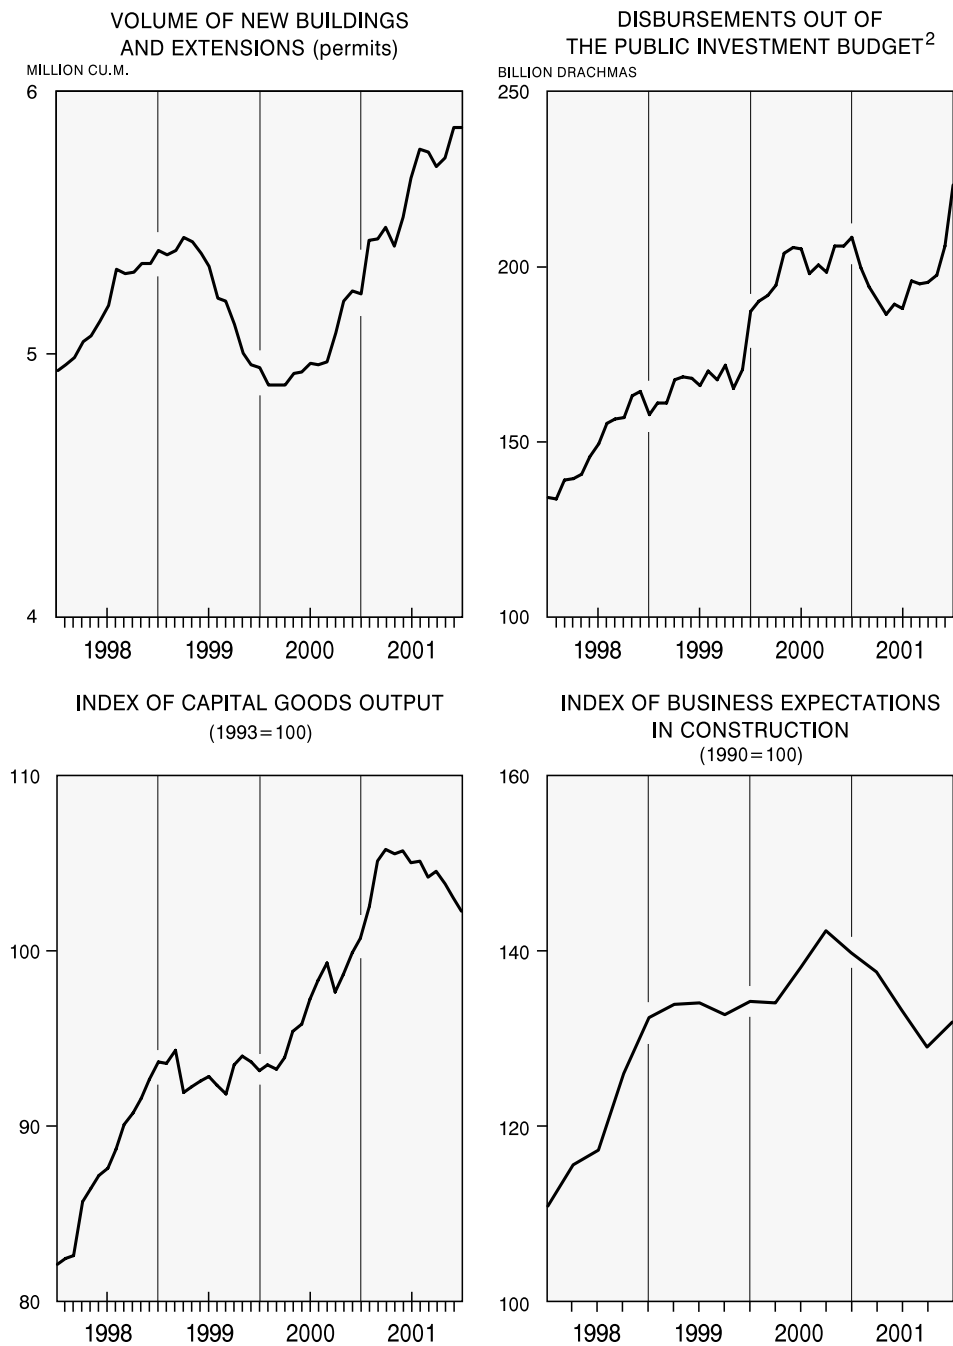 VOLUME OF NEW BUILDINGS
AND EXTENSIONS (permits)
MILLION CU.M.
6
5
4
1998 1999 2000 2001
DISBURSEMENTS OUT OF
THE PUBLIC INVESTMENT BUDGET²
BILLION DRACHMAS
250
200
150
100
1998 1999 2000 2001
INDEX OF CAPITAL GOODS OUTPUT
(1993=100)
110
100
90
80
1998 1999 2000 2001
INDEX OF BUSINESS EXPECTATIONS
IN CONSTRUCTION
(1990=100)
160
140
120
100
1998 1999 2000 2001